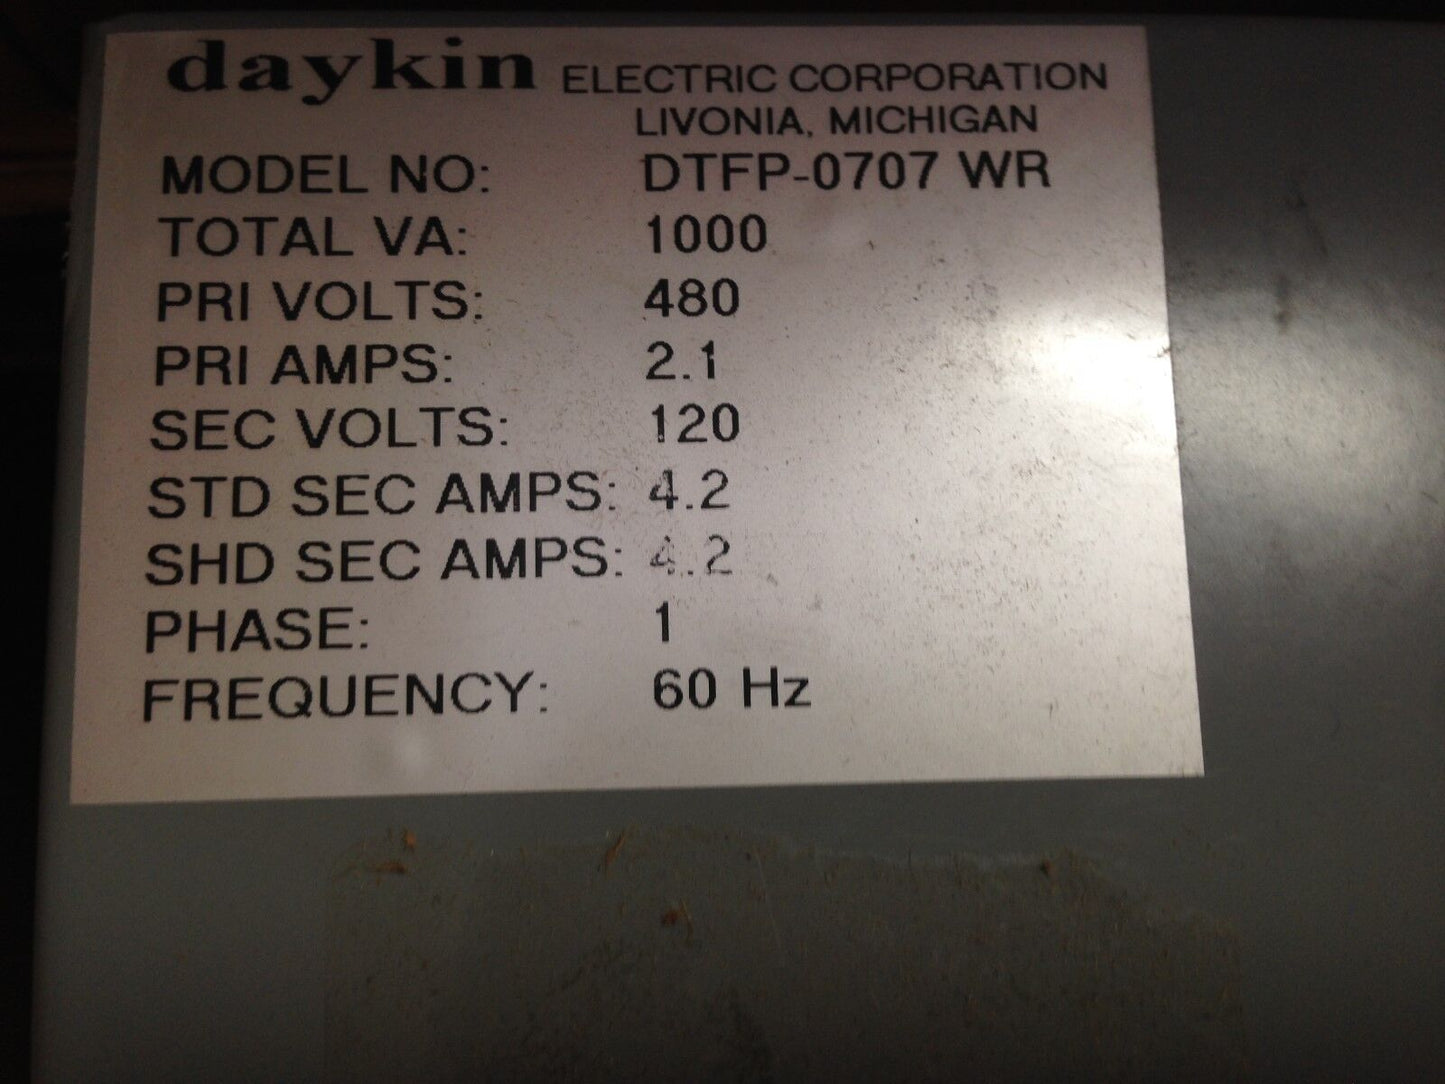 daykin ELECTRIC CORPORATION
LIVONIA, MICHIGAN
MODEL NO: DTFP-0707 WR
TOTAL VA: 1000
PRI VOLTS: 480
PRI AMPS: 2.1
SEC VOLTS: 120
STD SEC AMPS: 4.2
SHD SEC AMPS: 4.2
PHASE: 1
FREQUENCY: 60 Hz